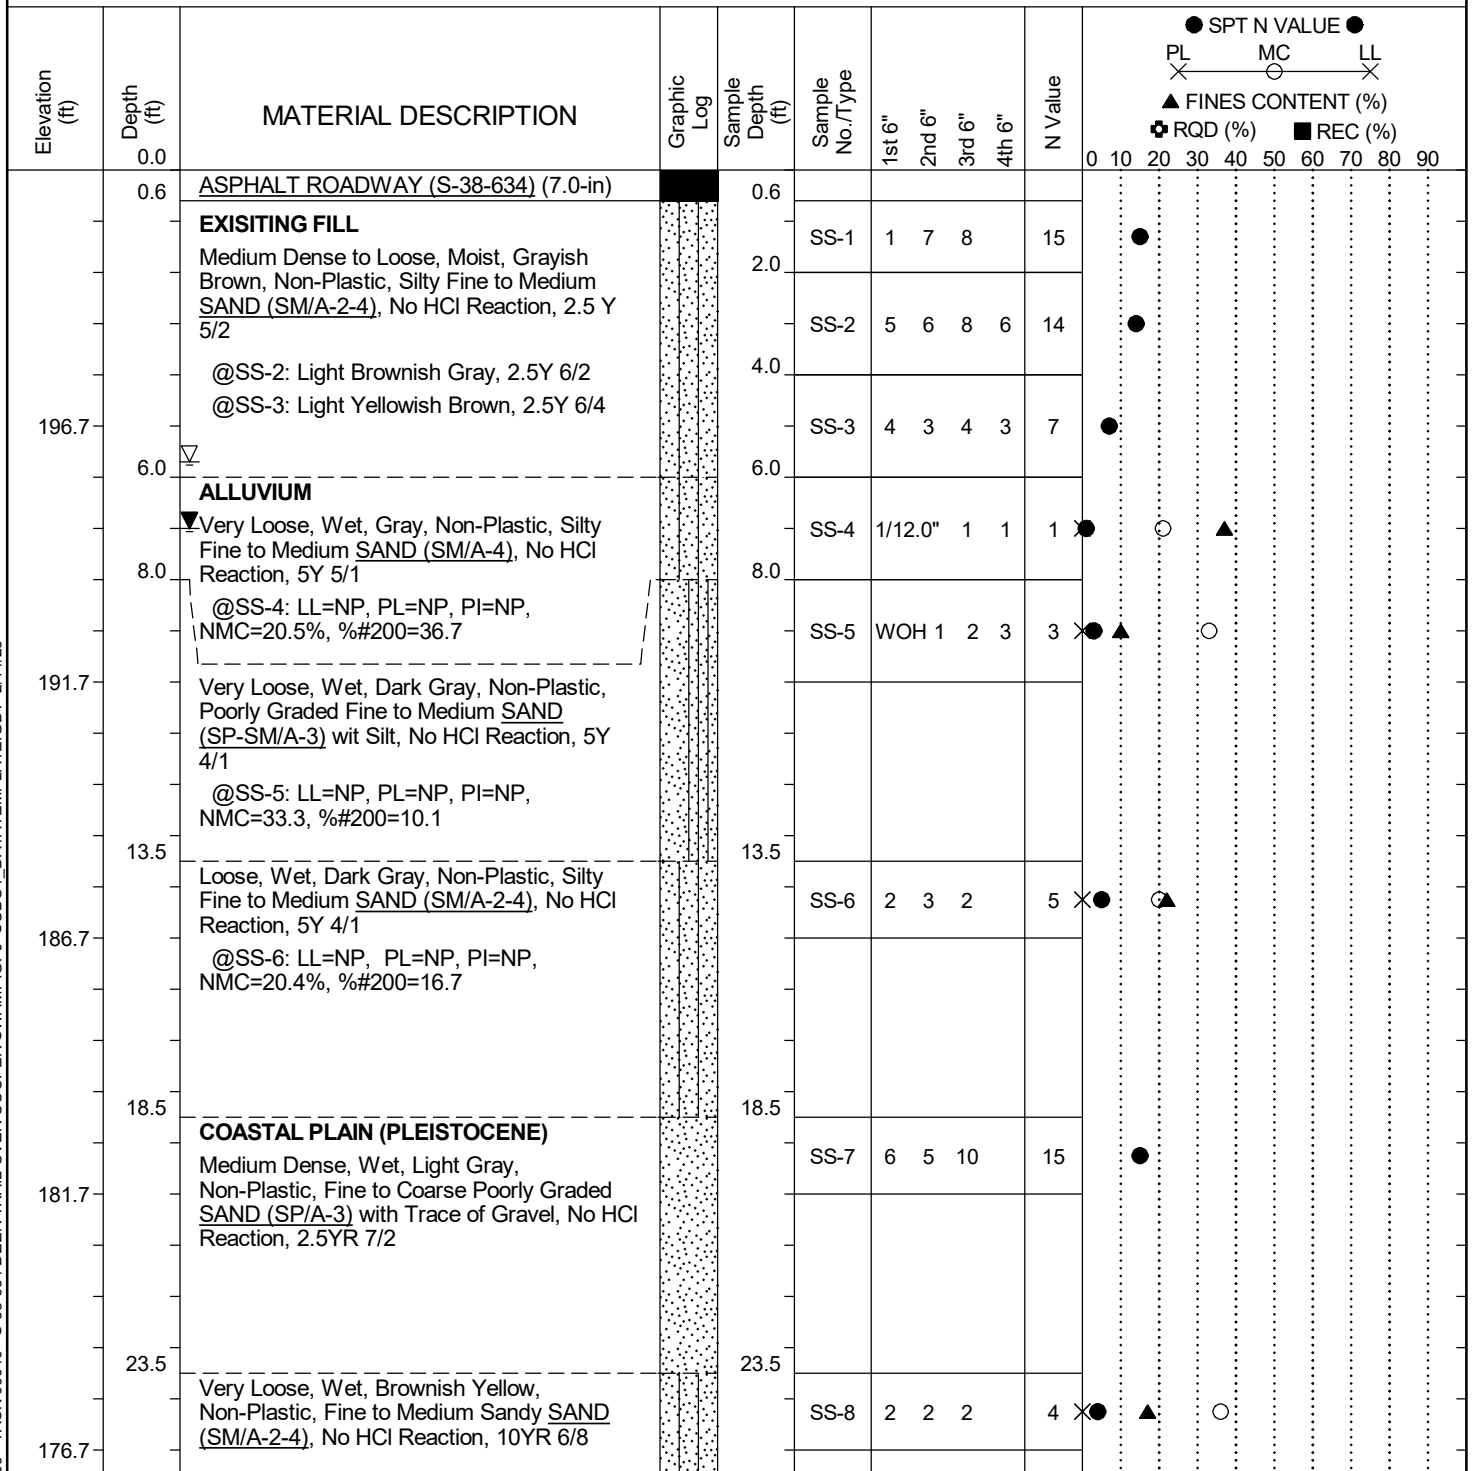 SPT N VALUE
PL MC LL
FINES CONTENT (%)
RQD (%) REC (%)
Elevation (ft)
Depth (ft)
MATERIAL DESCRIPTION
Graphic Log
Sample Depth (ft)
Sample No./Type
1st 6"
2nd 6"
3rd 6"
4th 6"
N Value
0.0
0 10 20 30 40 50 60 70 80 90
0.6 ASPHALT ROADWAY (S-38-634) (7.0-in) 0.6
EXISITING FILL
SS-1 1 7 8 15
Medium Dense to Loose, Moist, Grayish
2.0
Brown, Non-Plastic, Silty Fine to Medium
SAND (SM/A-2-4), No HCl Reaction, 2.5 Y
5/2
SS-2 5 6 8 6 14
4.0
@SS-2: Light Brownish Gray, 2.5Y 6/2
@SS-3: Light Yellowish Brown, 2.5Y 6/4
196.7 SS-3 4 3 4 3 7
6.0 6.0
ALLUVIUM
Very Loose, Wet, Gray, Non-Plastic, Silty
SS-4 1/12.0" 1 1 1
Fine to Medium SAND (SM/A-4), No HCl
Reaction, 5Y 5/1
8.0 8.0
@SS-4: LL=NP, PL=NP, PI=NP,
NMC=20.5%, %#200=36.7
SS-5 WOH 1 2 3 3
191.7
Very Loose, Wet, Dark Gray, Non-Plastic,
Poorly Graded Fine to Medium SAND
(SP-SM/A-3) wit Silt, No HCl Reaction, 5Y
4/1
@SS-5: LL=NP, PL=NP, PI=NP,
NMC=33.3, %#200=10.1
13.5 13.5
Loose, Wet, Dark Gray, Non-Plastic, Silty
Fine to Medium SAND (SM/A-2-4), No HCl
Reaction, 5Y 4/1
SS-6 2 3 2 5
186.7
@SS-6: LL=NP, PL=NP, PI=NP,
NMC=20.4%, %#200=16.7
18.5 18.5
COASTAL PLAIN (PLEISTOCENE)
SS-7 6 5 10 15
Medium Dense, Wet, Light Gray,
181.7
Non-Plastic, Fine to Coarse Poorly Graded
SAND (SP/A-3) with Trace of Gravel, No HCl
Reaction, 2.5YR 7/2
23.5 23.5
Very Loose, Wet, Brownish Yellow,
Non-Plastic, Fine to Medium Sandy SAND
SS-8 2 2 2 4
(SM/A-2-4), No HCl Reaction, 10YR 6/8
176.7